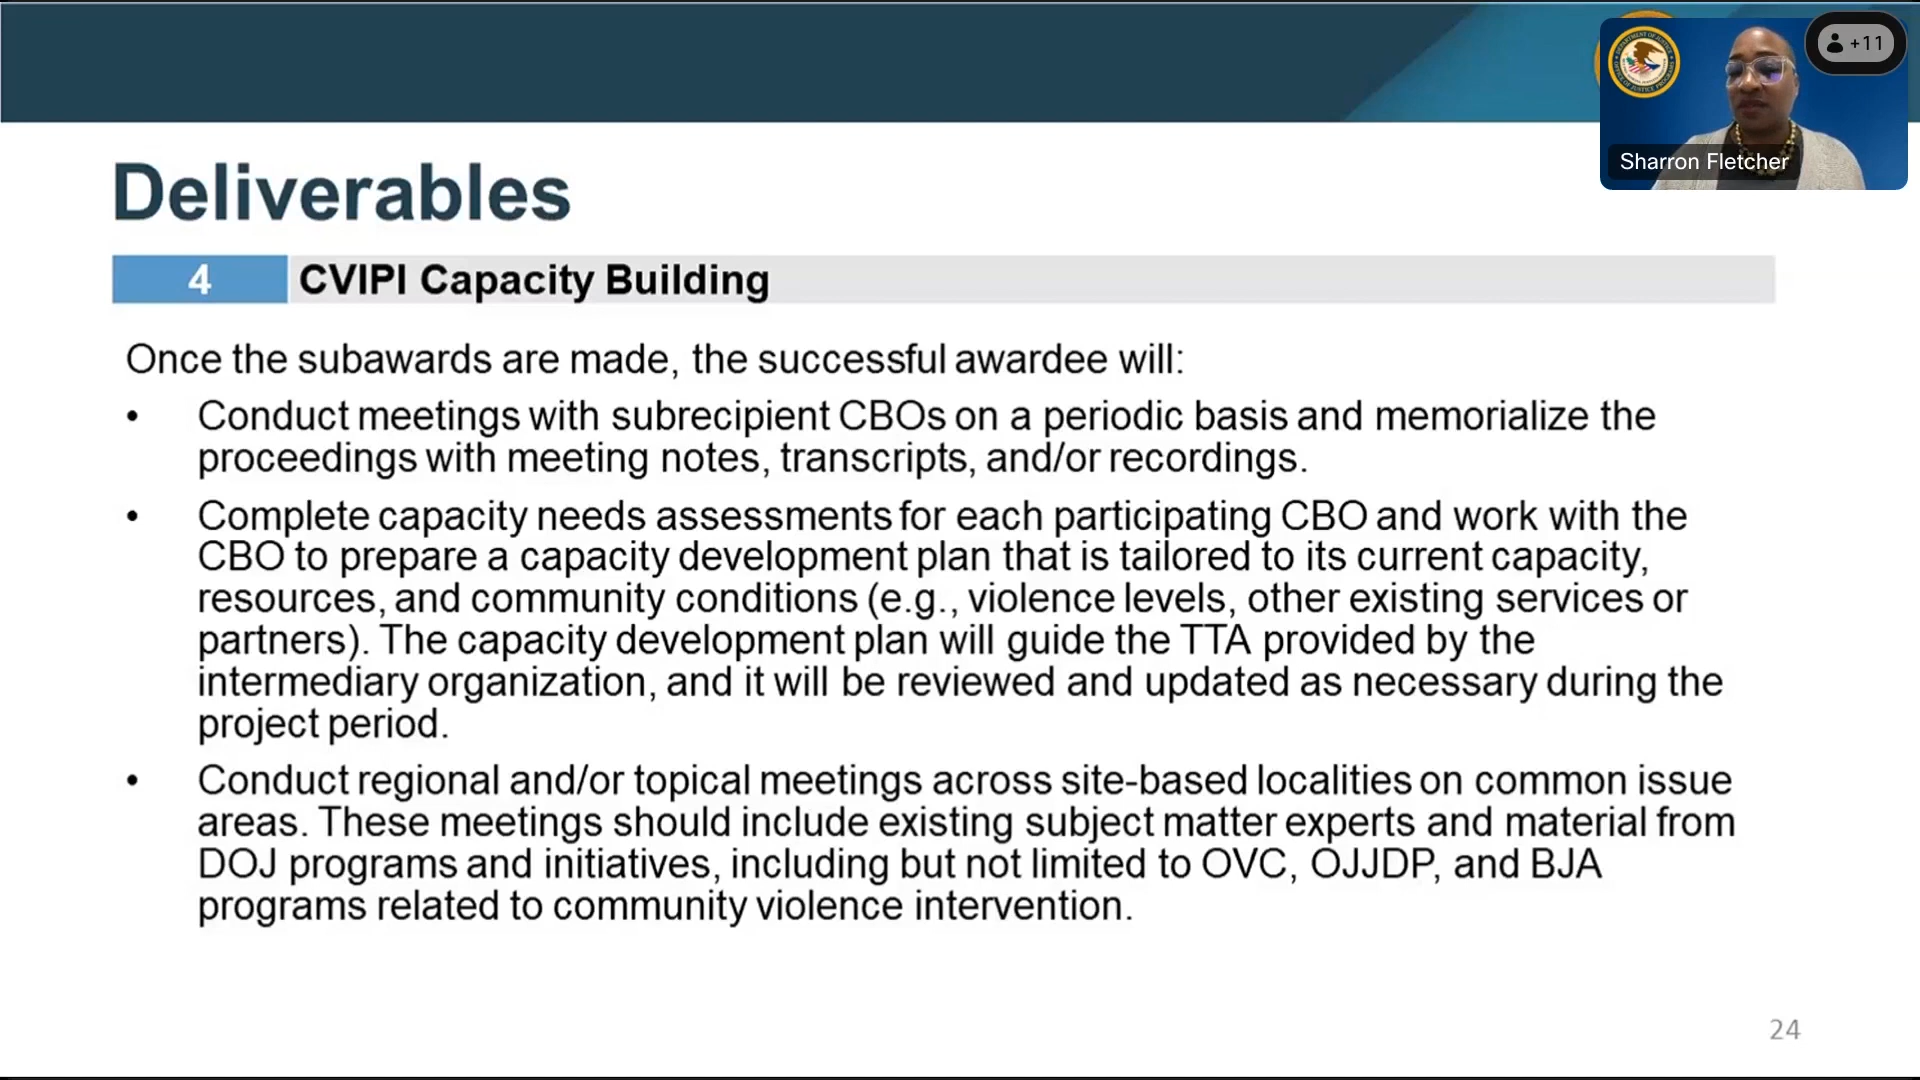 +11
Sharron Fletcher
Deliverables
4 CVIPI Capacity Building
Once the subawards are made, the successful awardee will:
• Conduct meetings with subrecipient CBOs on a periodic basis and memorialize the
proceedings with meeting notes, transcripts, and/or recordings.
• Complete capacity needs assessments for each participating CBO and work with the
CBO to prepare a capacity development plan that is tailored to its current capacity,
resources, and community conditions (e.g., violence levels, other existing services or
partners). The capacity development plan will guide the TTA provided by the
intermediary organization, and it will be reviewed and updated as necessary during the
project period.
• Conduct regional and/or topical meetings across site-based localities on common issue
areas. These meetings should include existing subject matter experts and material from
DOJ programs and initiatives, including but not limited to OVC, OJJDP, and BJA
programs related to community violence intervention.
24